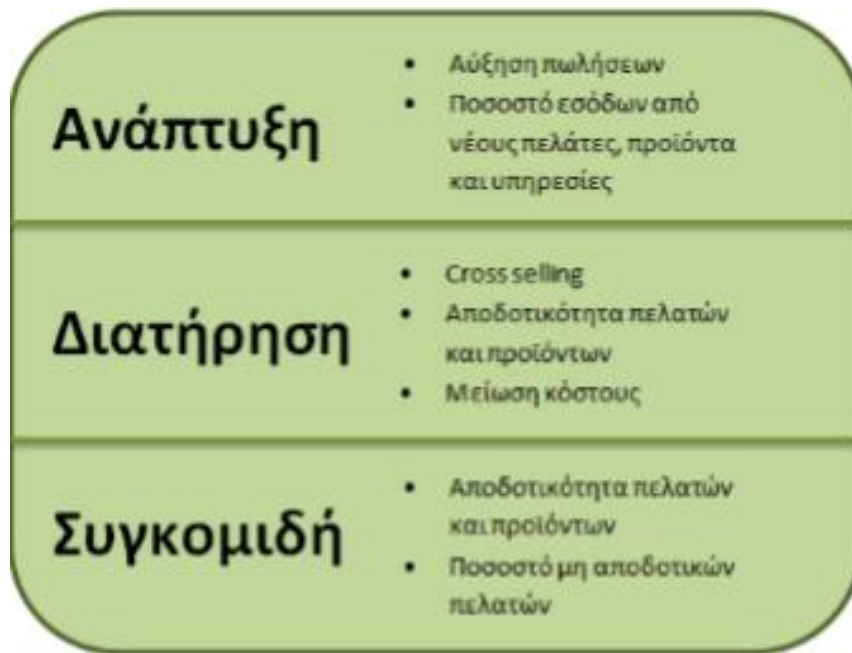 Ανάπτυξη
• Αύξηση πωλήσεων
• Ποσοστό εσόδων από
νέους πελάτες, προϊόντα
και υπηρεσίες
Διατήρηση
• Cross selling
• Αποδοτικότητα πελατών
και προϊόντων
• Μείωση κόστους
Συγκομιδή
• Αποδοτικότητα πελατών
και προϊόντων
• Ποσοστό μη αποδοτικών
πελατών